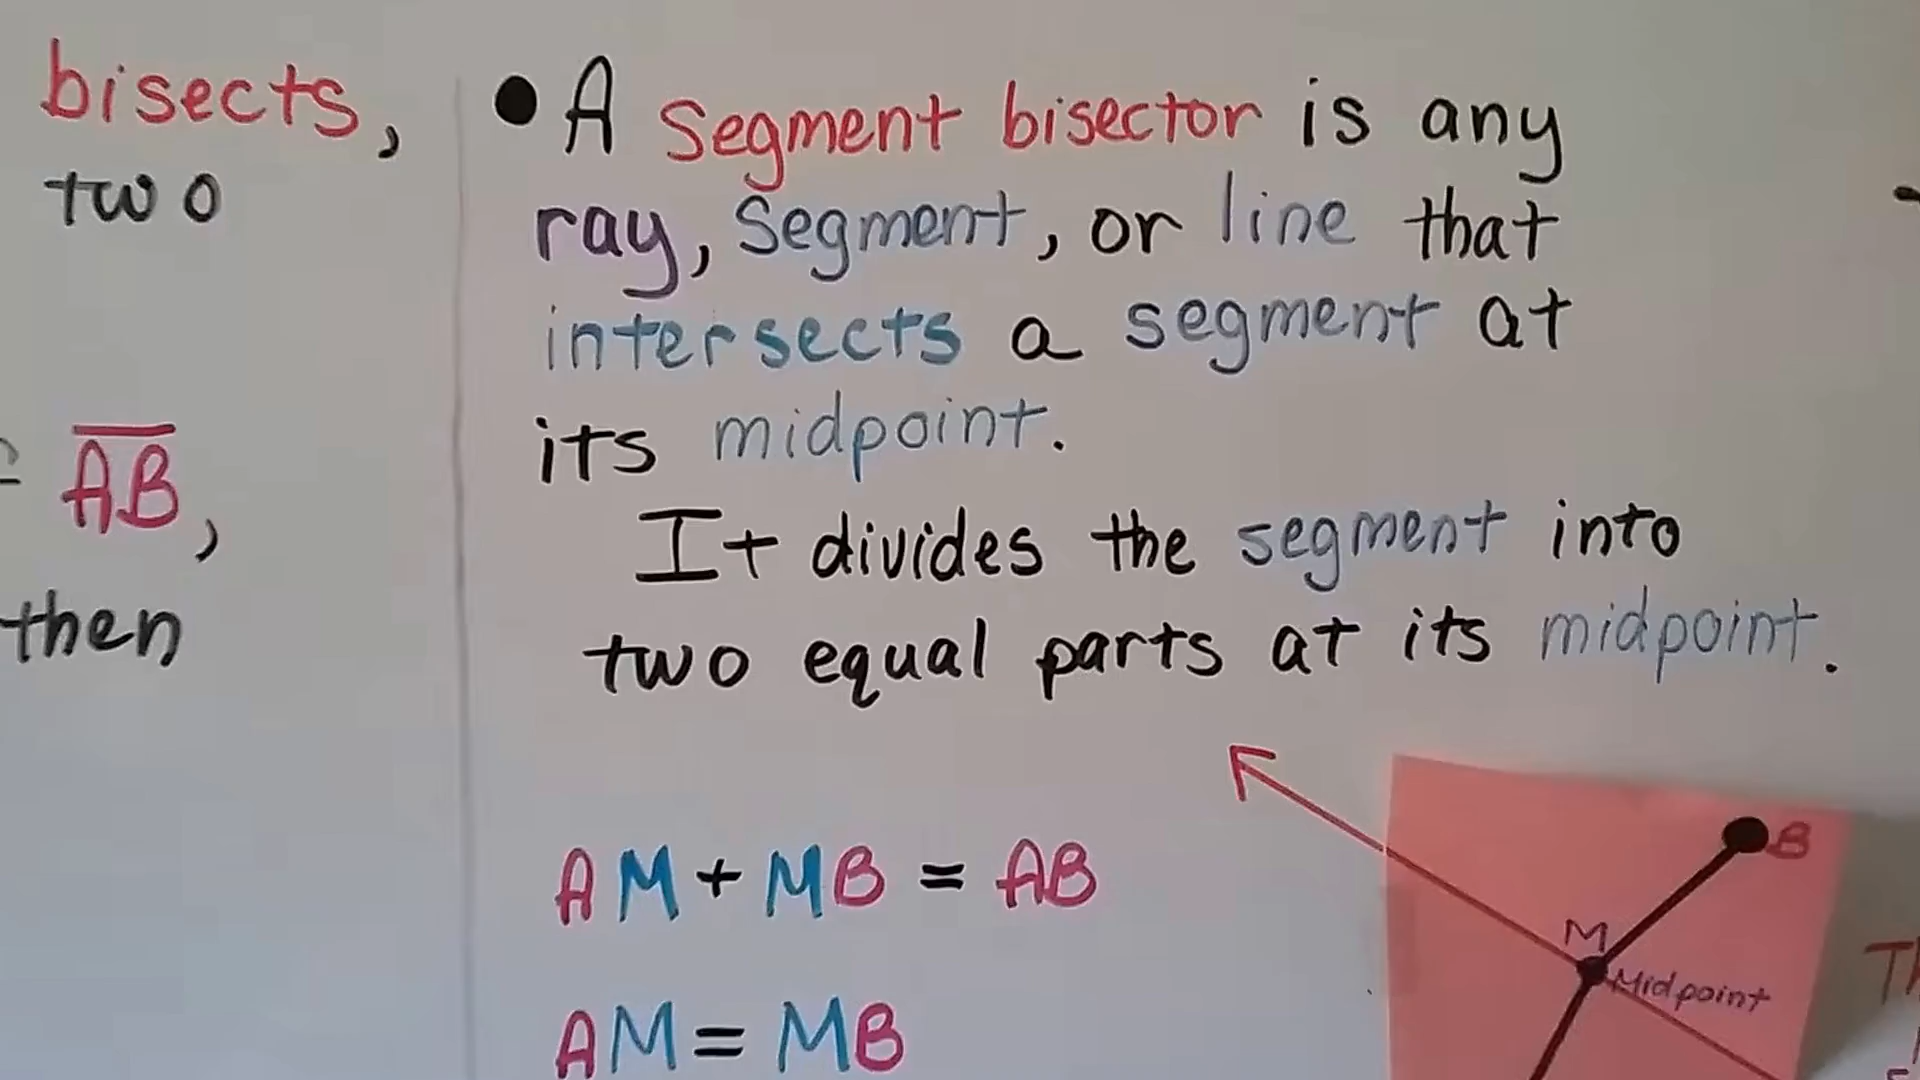 bisects,
two
= AB,
then
• A segment bisector is any
ray, segment, or line that
intersects a segment at
its midpoint.
It divides the segment into
two equal parts at its midpoint.
AM + MB = AB
AM = MB
B
M
Midpoint